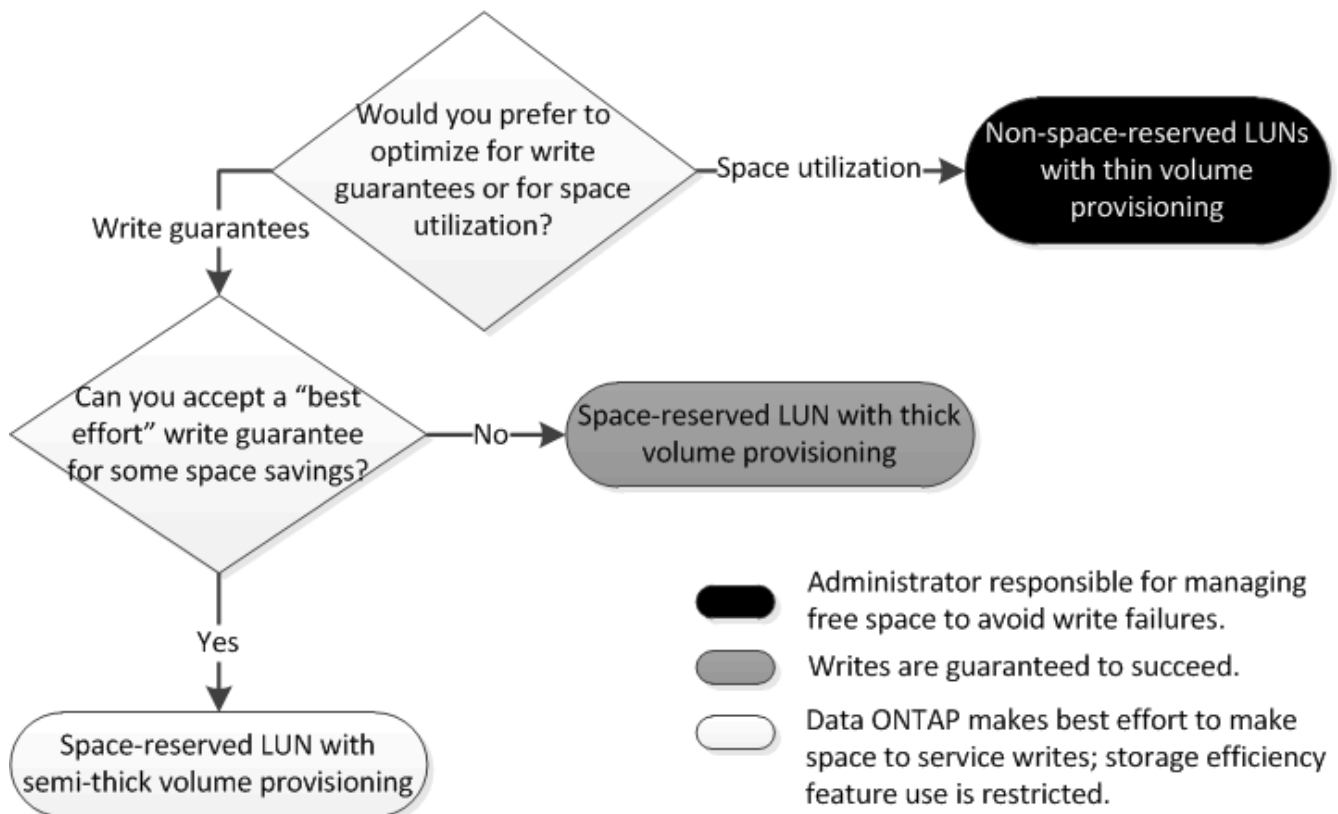 Would you prefer to
optimize for write
guarantees or for space
utilization?
Space utilization
Non-space-reserved LUNs
with thin volume
provisioning
Write guarantees
Can you accept a “best
effort” write guarantee
for some space savings?
No
Space-reserved LUN with thick
volume provisioning
Yes
Space-reserved LUN with
semi-thick volume provisioning
Administrator responsible for managing
free space to avoid write failures.
Writes are guaranteed to succeed.
Data ONTAP makes best effort to make
space to service writes; storage efficiency
feature use is restricted.